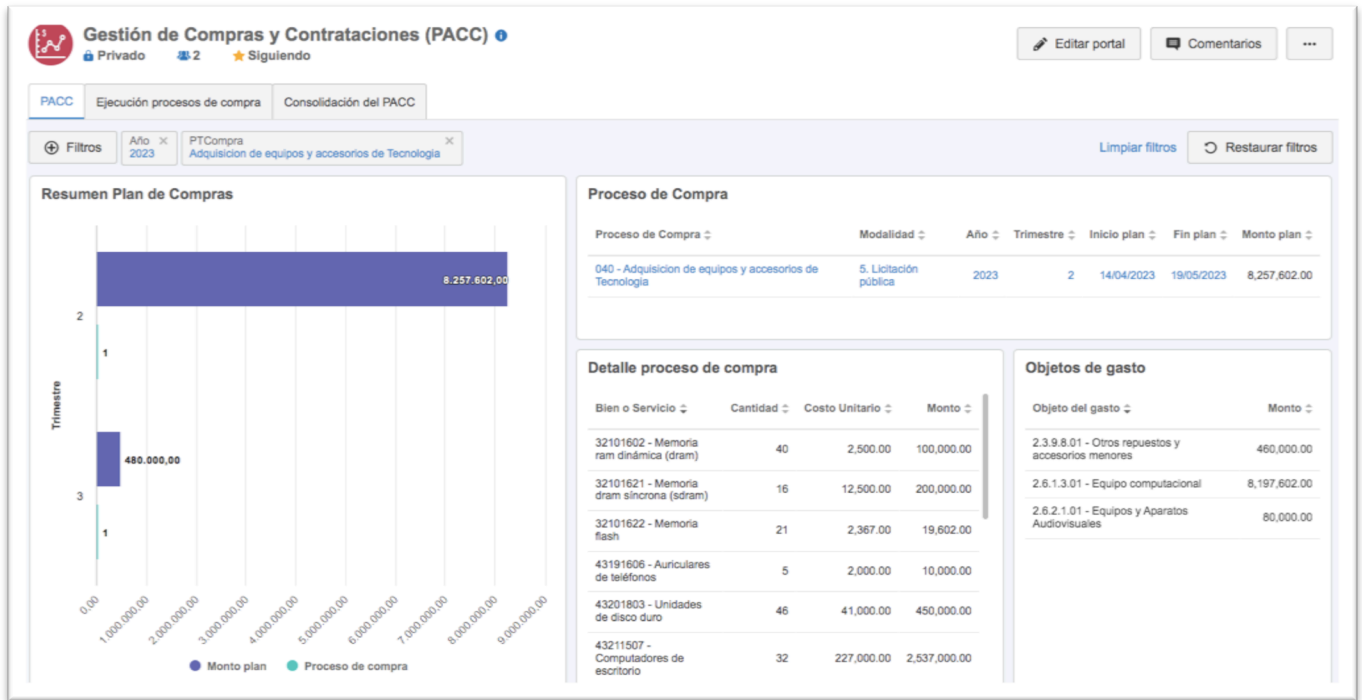 Gestión de Compras y Contrataciones (PACC)
Privado 2 Siguiendo
Editar portal Comentarios ...
PACC Ejecución procesos de compra Consolidación del PACC
Filtros
Año ×
2023
PTCompra ×
Adquisicion de equipos y accesorios de Tecnologia
Limpiar filtros Restaurar filtros
Resumen Plan de Compras
8.257.602,00
2
1
Trimestre
480.000,00
3
1
0.00 1.000.000.00 2.000.000.00 3.000.000.00 4.000.000.00 5.000.000.00 6.000.000.00 7.000.000.00 8.000.000.00 9.000.000.00
Monto plan Proceso de compra
Proceso de Compra
Proceso de Compra Modalidad Año Trimestre Inicio plan Fin plan Monto plan
040 - Adquisicion de equipos y accesorios de 5. Licitación 2023 2 14/04/2023 19/05/2023 8,257,602.00
Tecnologia pública
Detalle proceso de compra
Bien o Servicio Cantidad Costo Unitario Monto
32101602 - Memoria 40 2,500.00 100,000.00
ram dinámica (dram)
32101621 - Memoria 16 12,500.00 200,000.00
dram síncrona (sdram)
32101622 - Memoria 21 2,367.00 19,602.00
flash
43191606 - Auriculares 5 2,000.00 10,000.00
de teléfonos
43201803 - Unidades 46 41,000.00 450,000.00
de disco duro
43211507 - 32 227,000.00 2,537,000.00
Computadores de
escritorio
Objetos de gasto
Objeto del gasto Monto
2.3.9.8.01 - Otros repuestos y 460,000.00
accesorios menores
2.6.1.3.01 - Equipo computacional 8,197,602.00
2.6.2.1.01 - Equipos y Aparatos 80,000.00
Audiovisuales